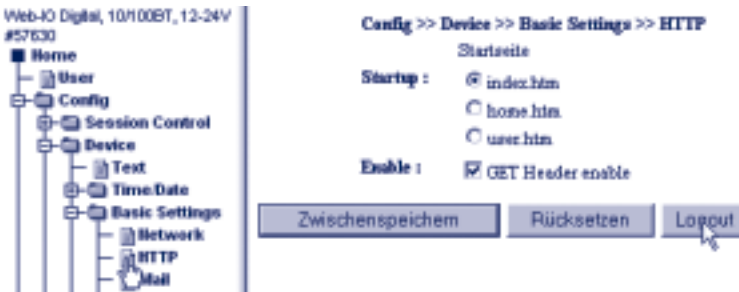 Web-IO Digital, 10/100BT, 12-24V
#57630
Home
User
Config
Session Control
Device
Text
Time/Date
Basic Settings
Network
HTTP
Mail
Config >> Device >> Basic Settings >> HTTP
Startseite
Startup :
index.htm
home.htm
user.htm
Enable :
GET Header enable
Zwischenspeichern
Rücksetzen
Logout